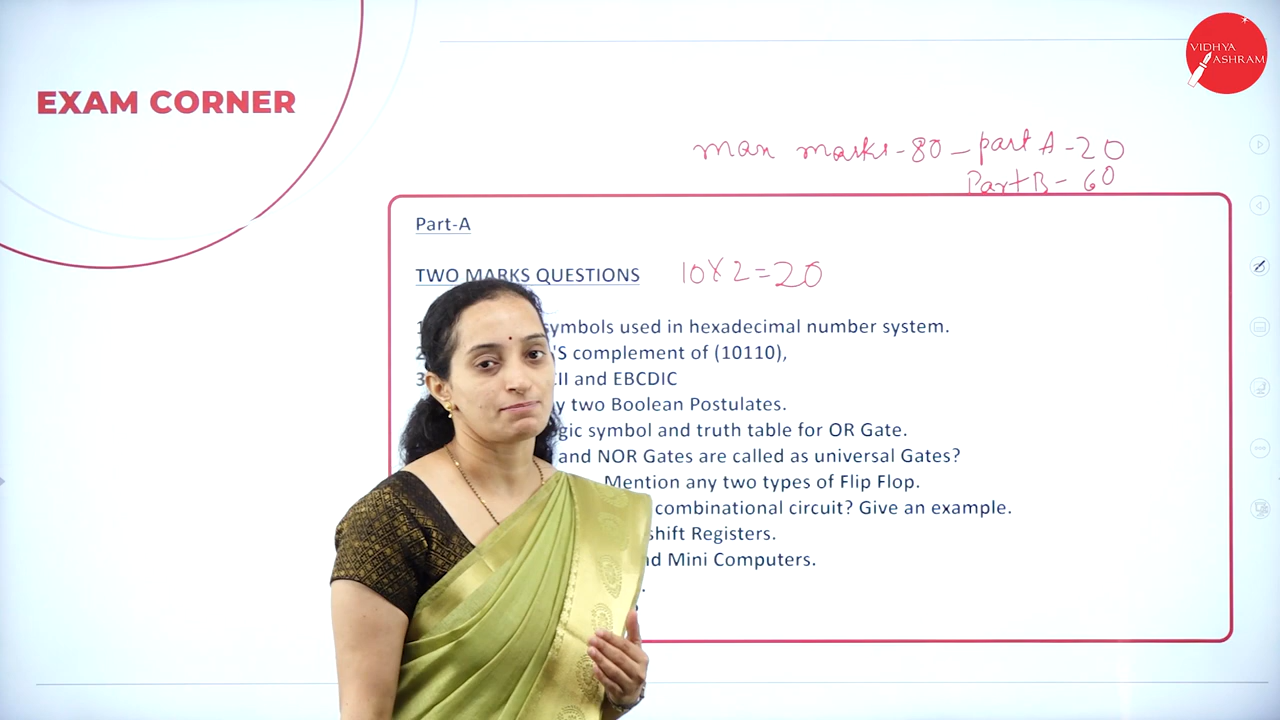 VIDHYA
ASHRAM
EXAM CORNER
max marks - 80 - part A - 20
Part B - 60
Part-A
TWO MARKS QUESTIONS 10 x 2 = 20
symbols used in hexadecimal number system.
'S complement of (10110),
and EBCDIC
two Boolean Postulates.
symbol and truth table for OR Gate.
and NOR Gates are called as universal Gates?
Mention any two types of Flip Flop.
combinational circuit? Give an example.
shift Registers.
Mini Computers.